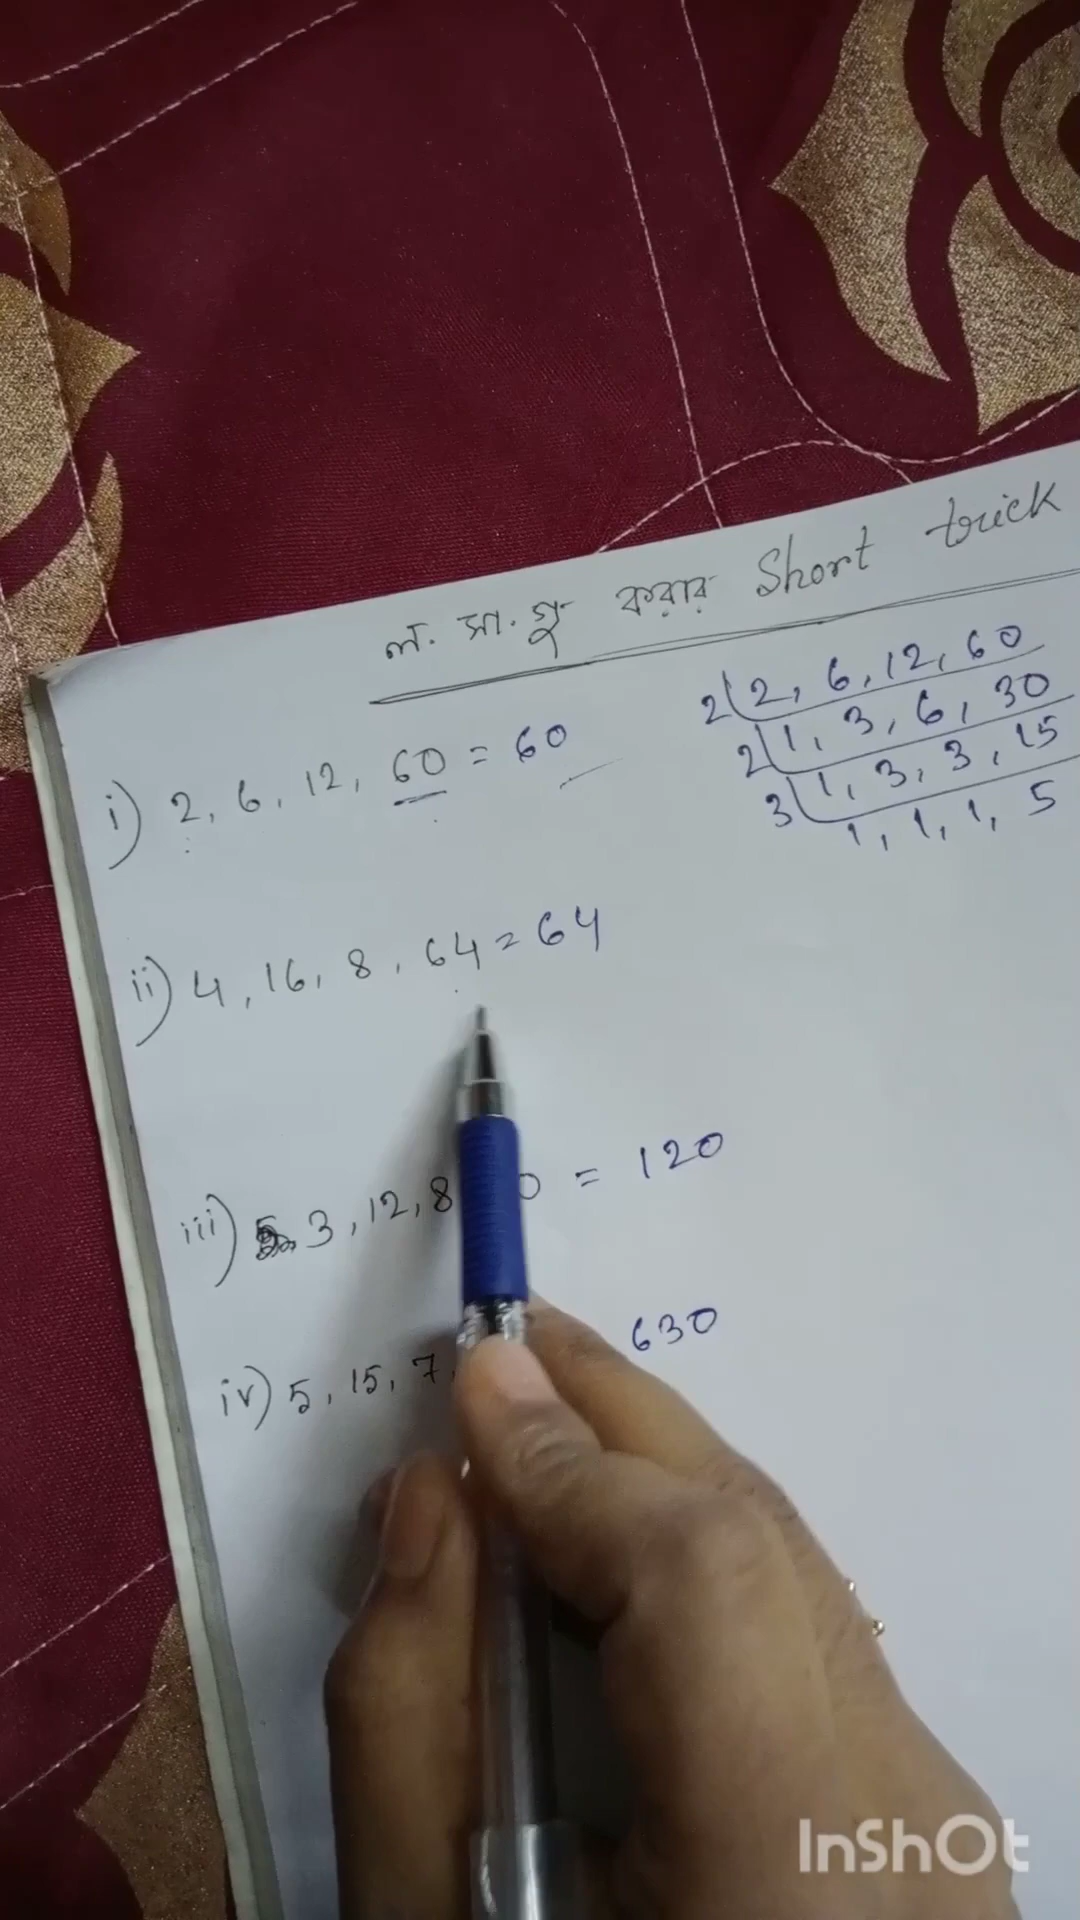 ল. সা. গু করার Short trick
i) 2, 6, 12, 60 = 60
2 2, 6, 12, 60
2 1, 3, 6, 30
3 1, 3, 3, 15
1, 1, 1, 5
ii) 4, 16, 8, 64 = 64
iii) 3, 12, 8 0 = 120
iv) 5, 15, 7, 630
InShOt